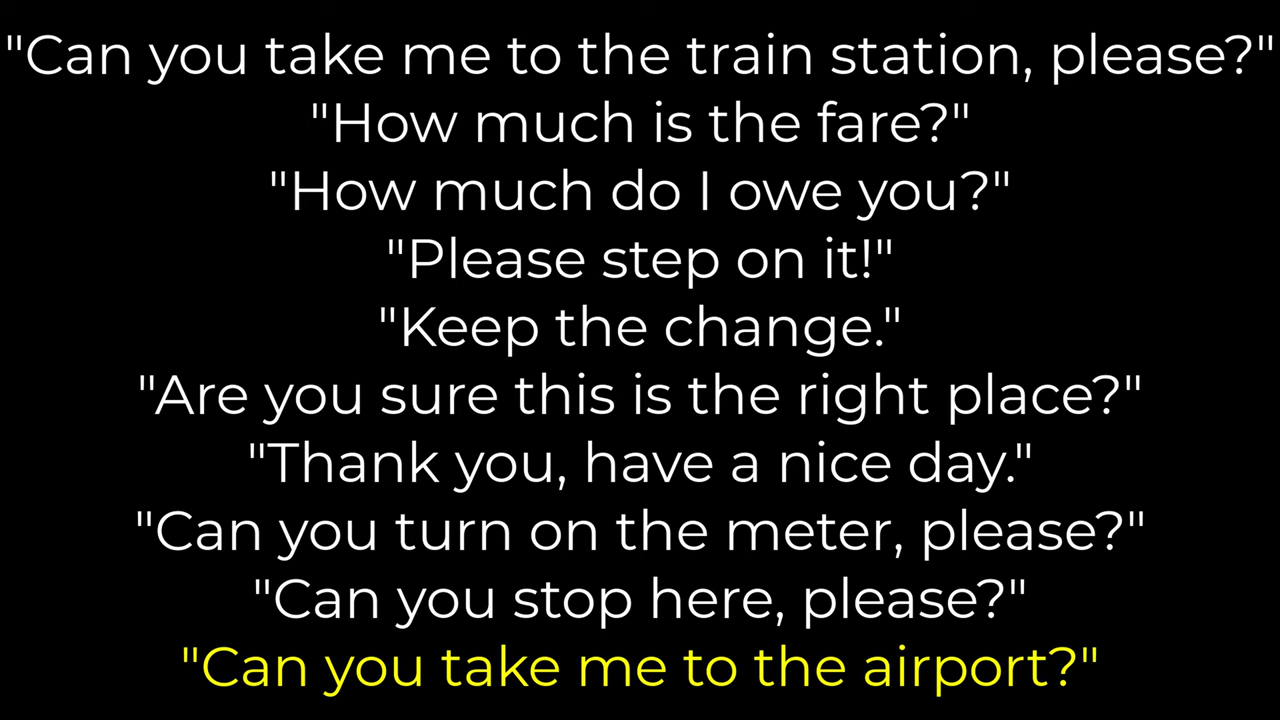 "Can you take me to the train station, please?"
"How much is the fare?"
"How much do I owe you?"
"Please step on it!"
"Keep the change."
"Are you sure this is the right place?"
"Thank you, have a nice day."
"Can you turn on the meter, please?"
"Can you stop here, please?"
"Can you take me to the airport?"